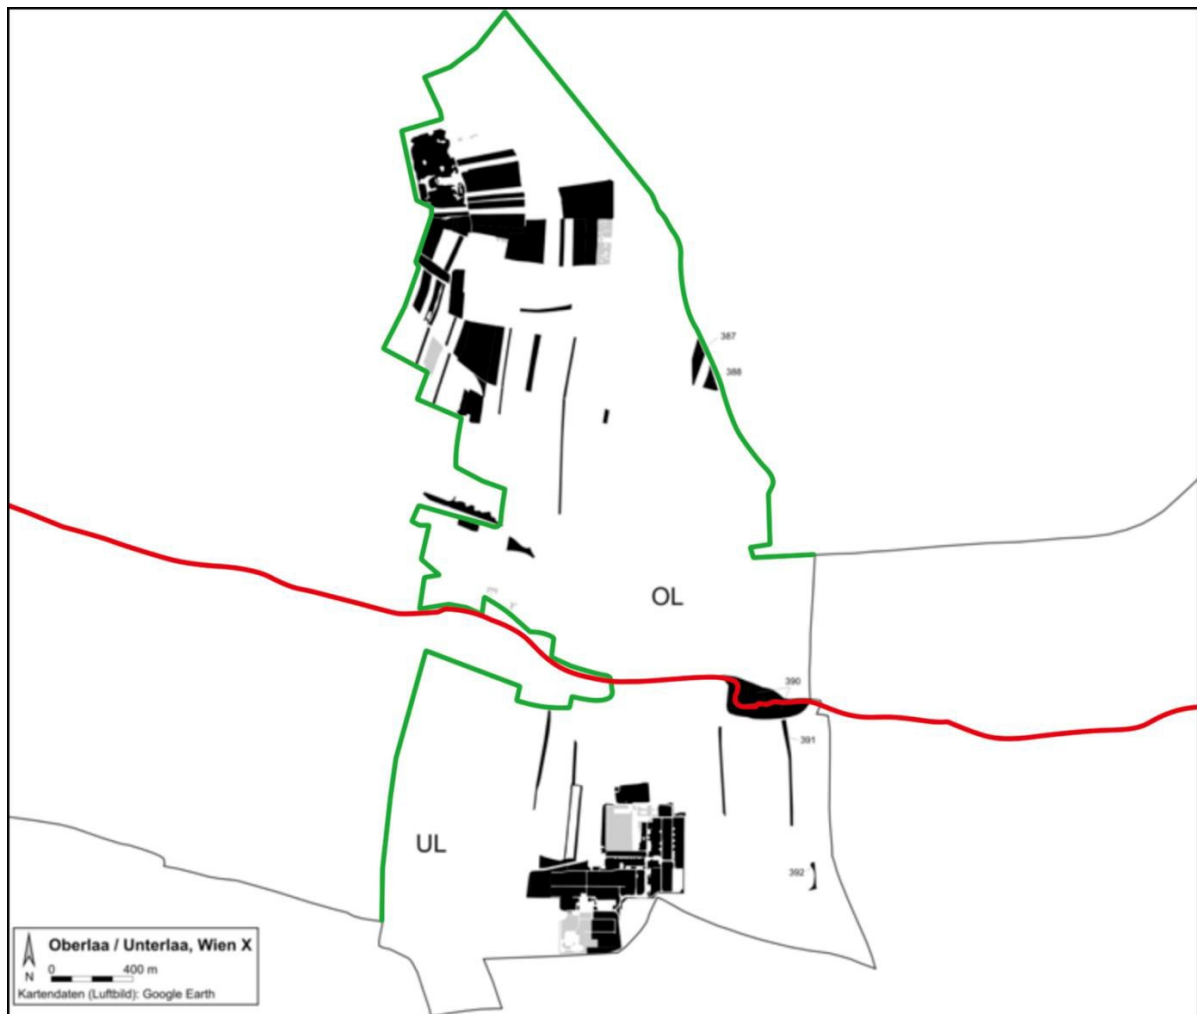 387
388
OL
390
391
UL
392
Oberlaa / Unterlaa, Wien X
N
0 400 m
Kartendaten (Luftbild): Google Earth